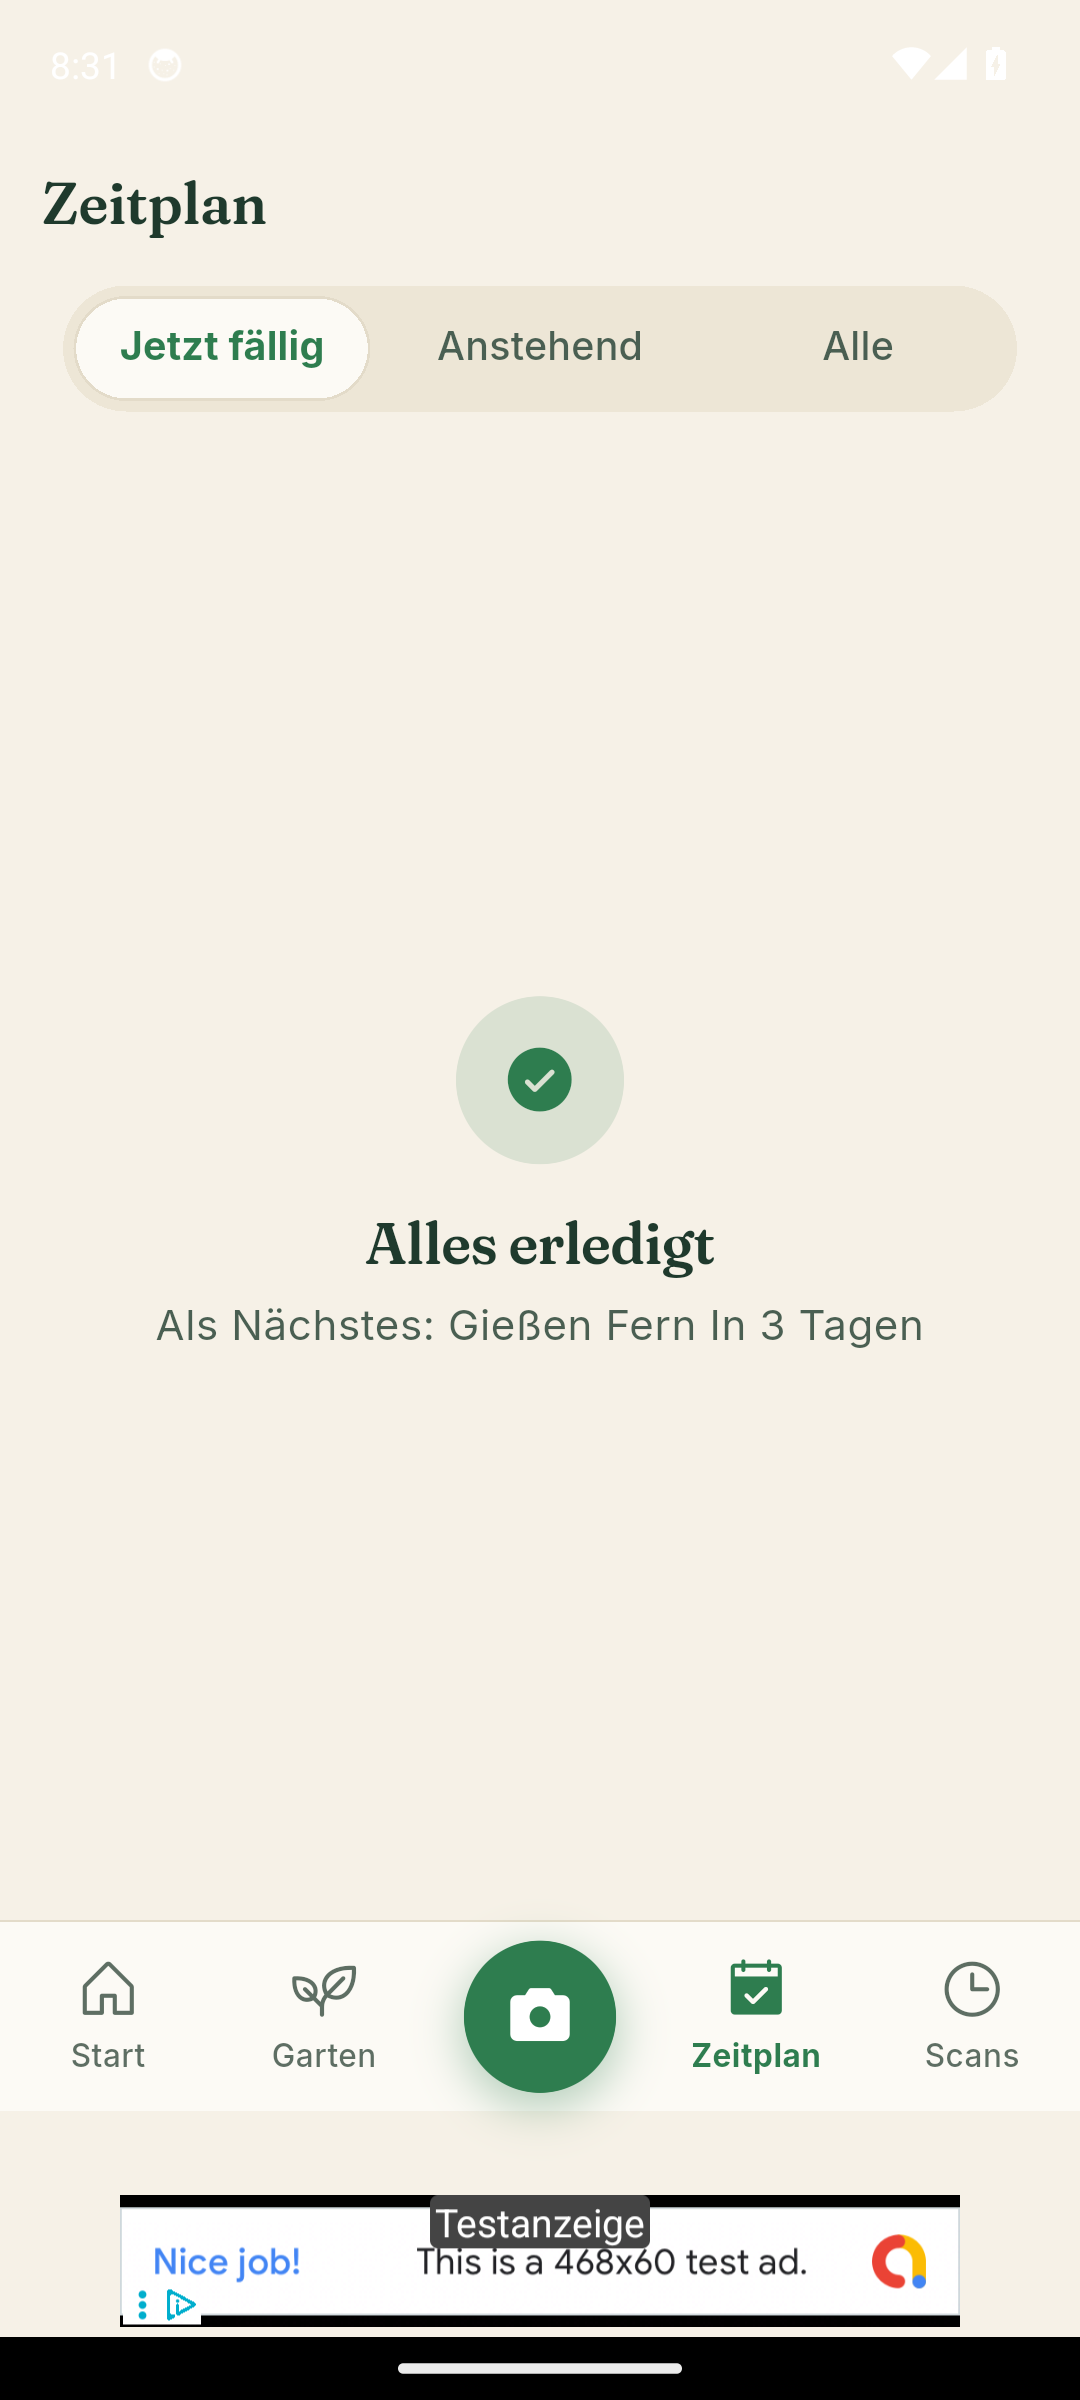 8:31
Zeitplan
Jetzt fällig Anstehend Alle
Alles erledigt
Als Nächstes: Gießen Fern In 3 Tagen
Start Garten Zeitplan Scans
Testanzeige
Nice job! This is a 468x60 test ad.